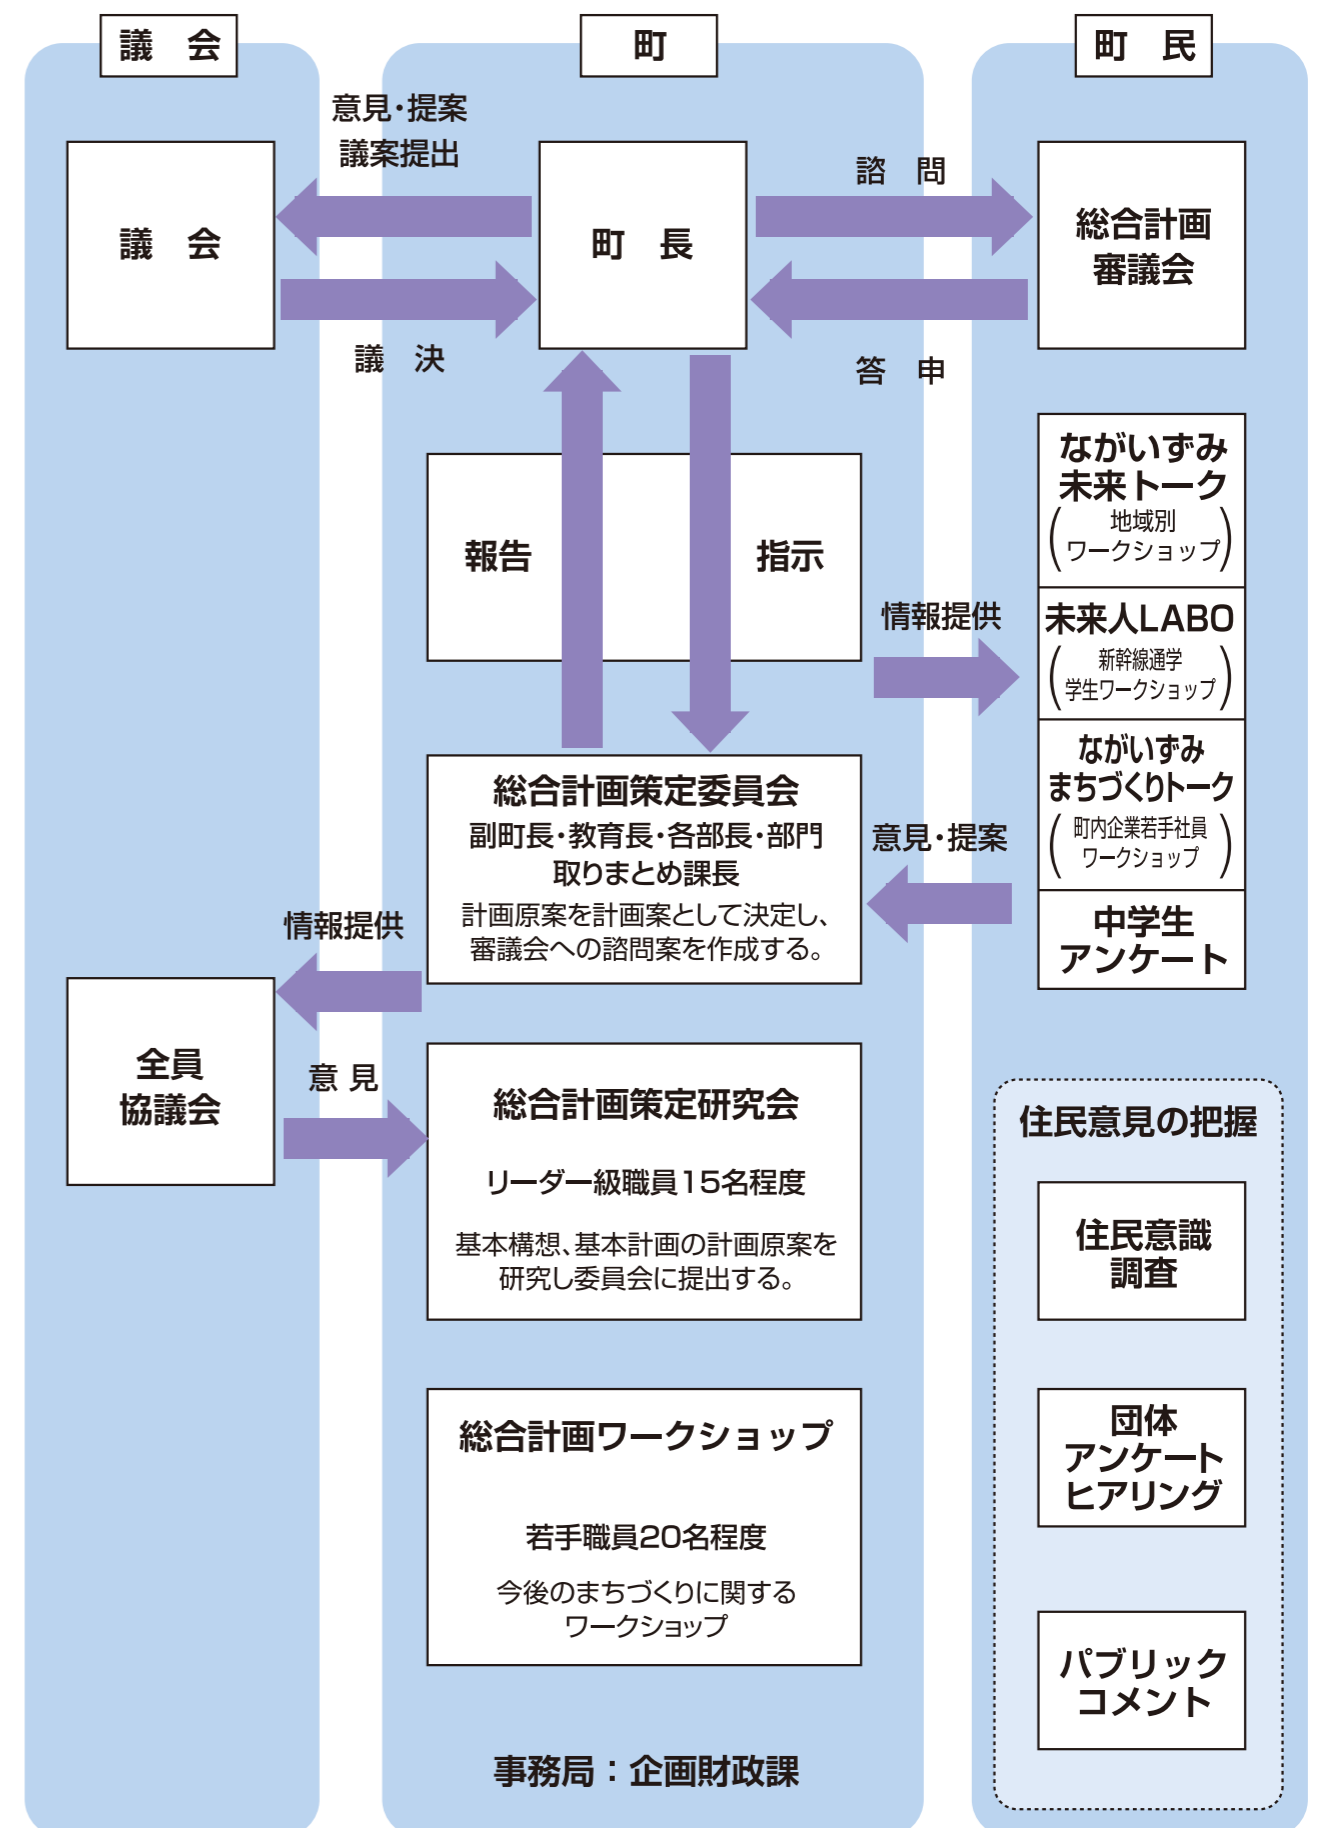 議　会
町
町　民
意見・提案
議案提出
議　会
議　決
町　長
諮　問
答　申
総合計画
審議会
報告
指示
ながいずみ
未来トーク
(地域別
ワークショップ)
情報提供
未来人LABO
(新幹線通学
学生ワークショップ)
ながいずみ
まちづくりトーク
(町内企業若手社員
ワークショップ)
意見・提案
中学生
アンケート
総合計画策定委員会
副町長・教育長・各部長・部門
取りまとめ課長
計画原案を計画案として決定し、
審議会への諮問案を作成する。
情報提供
全員
協議会
意 見
総合計画策定研究会
リーダー級職員15名程度
基本構想、基本計画の計画原案を
研究し委員会に提出する。
総合計画ワークショップ
若手職員20名程度
今後のまちづくりに関する
ワークショップ
事務局：企画財政課
住民意見の把握
住民意識
調査
団体
アンケート
ヒアリング
パブリック
コメント